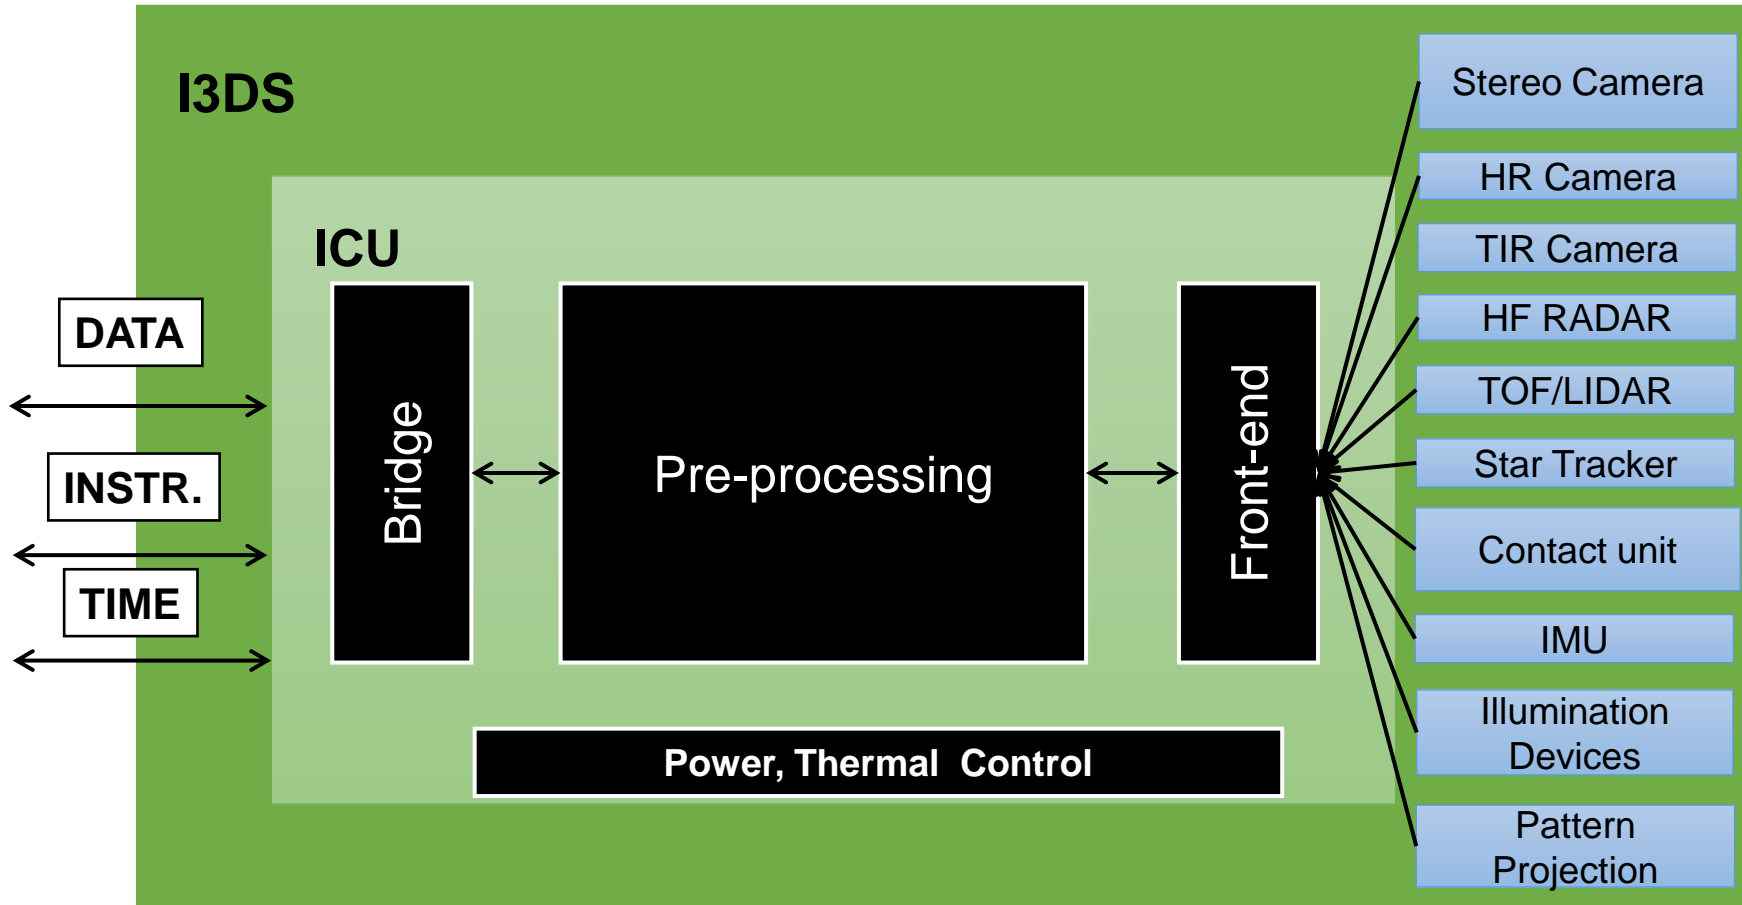 I3DS
ICU
DATA
INSTR.
TIME
Bridge
Pre-processing
Front-end
Power, Thermal  Control
Stereo Camera
HR Camera
TIR Camera
HF RADAR
TOF/LIDAR
Star Tracker
Contact unit
IMU
Illumination
Devices
Pattern
Projection